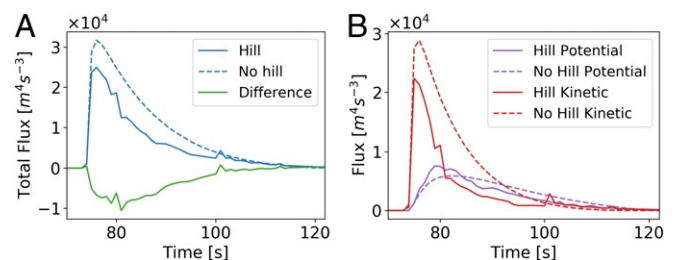 A
×10⁴
Total Flux [m⁴s⁻³]
3
2
1
0
−1
80
100
120
Time [s]
Hill
No hill
Difference
B
×10⁴
Flux [m⁴s⁻³]
3
2
1
0
80
100
120
Time [s]
Hill Potential
No Hill Potential
Hill Kinetic
No Hill Kinetic